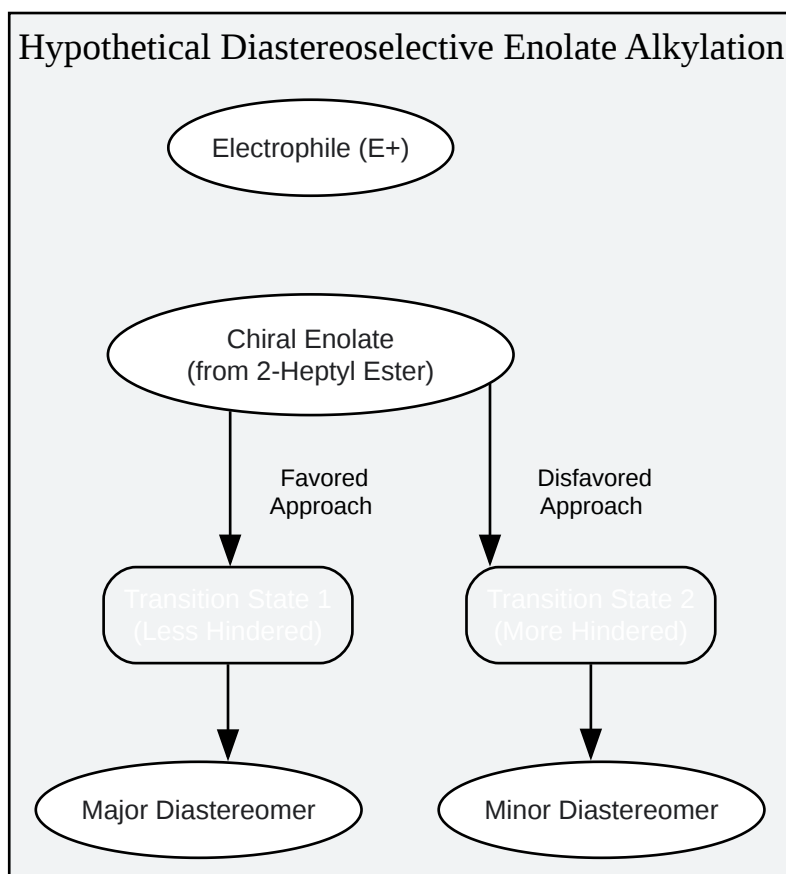 Hypothetical Diastereoselective Enolate Alkylation
Electrophile (E+)
Chiral Enolate
(from 2-Heptyl Ester)
Favored
Approach
Disfavored
Approach
Transition State 1
(Less Hindered)
Transition State 2
(More Hindered)
Major Diastereomer
Minor Diastereomer